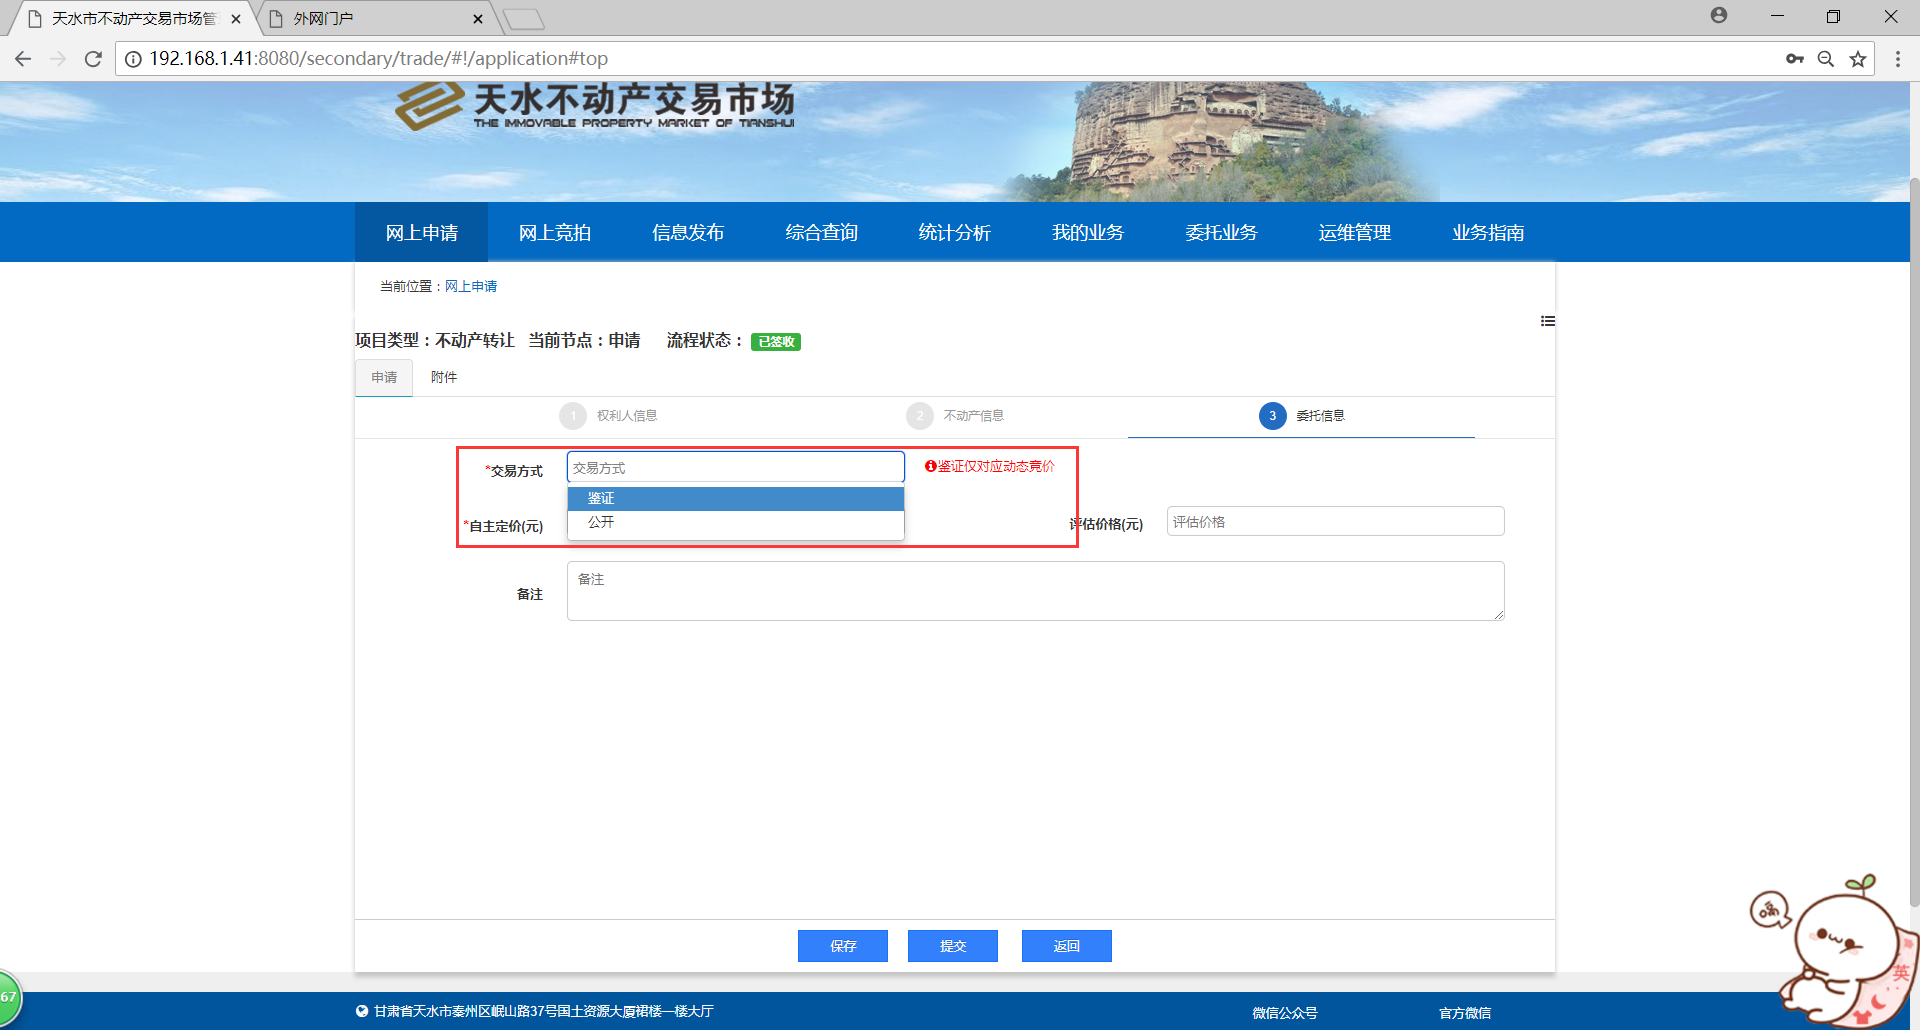 天水市不动产交易市场管
外网门户
192.168.1.41:8080/secondary/trade/#!/application#top
天水不动产交易市场
THE IMMOVABLE PROPERTY MARKET OF TIANSHUI
网上申请 网上竞拍 信息发布 综合查询 统计分析 我的业务 委托业务 运维管理 业务指南
当前位置：网上申请
项目类型：不动产转让 当前节点：申请 流程状态： 已签收
申请 附件
1 权利人信息 2 不动产信息 3 委托信息
*交易方式 交易方式 鉴证仅对应动态竞价
鉴证
公开
*自主定价(元) 评估价格(元) 评估价格
备注 备注
保存 提交 返回
嗝
英
67
甘肃省天水市秦州区岷山路37号国土资源大厦裙楼一楼大厅 微信公众号 官方微信